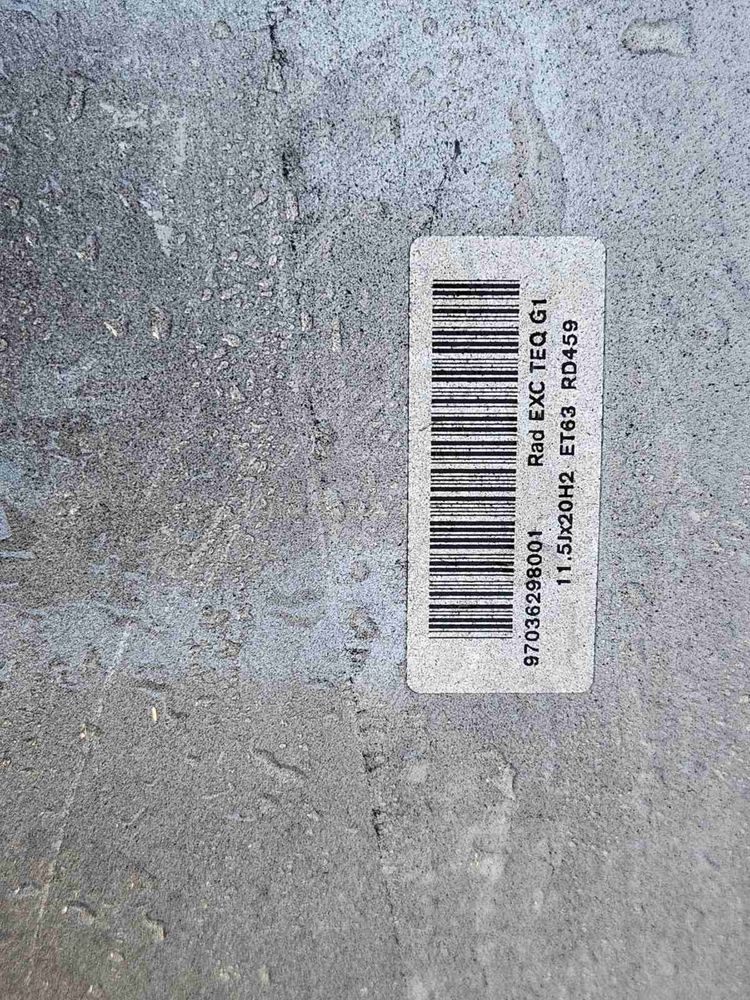 97036298001 Rad EXC TEQ G1
11.5Jx20H2 ET63 RD459